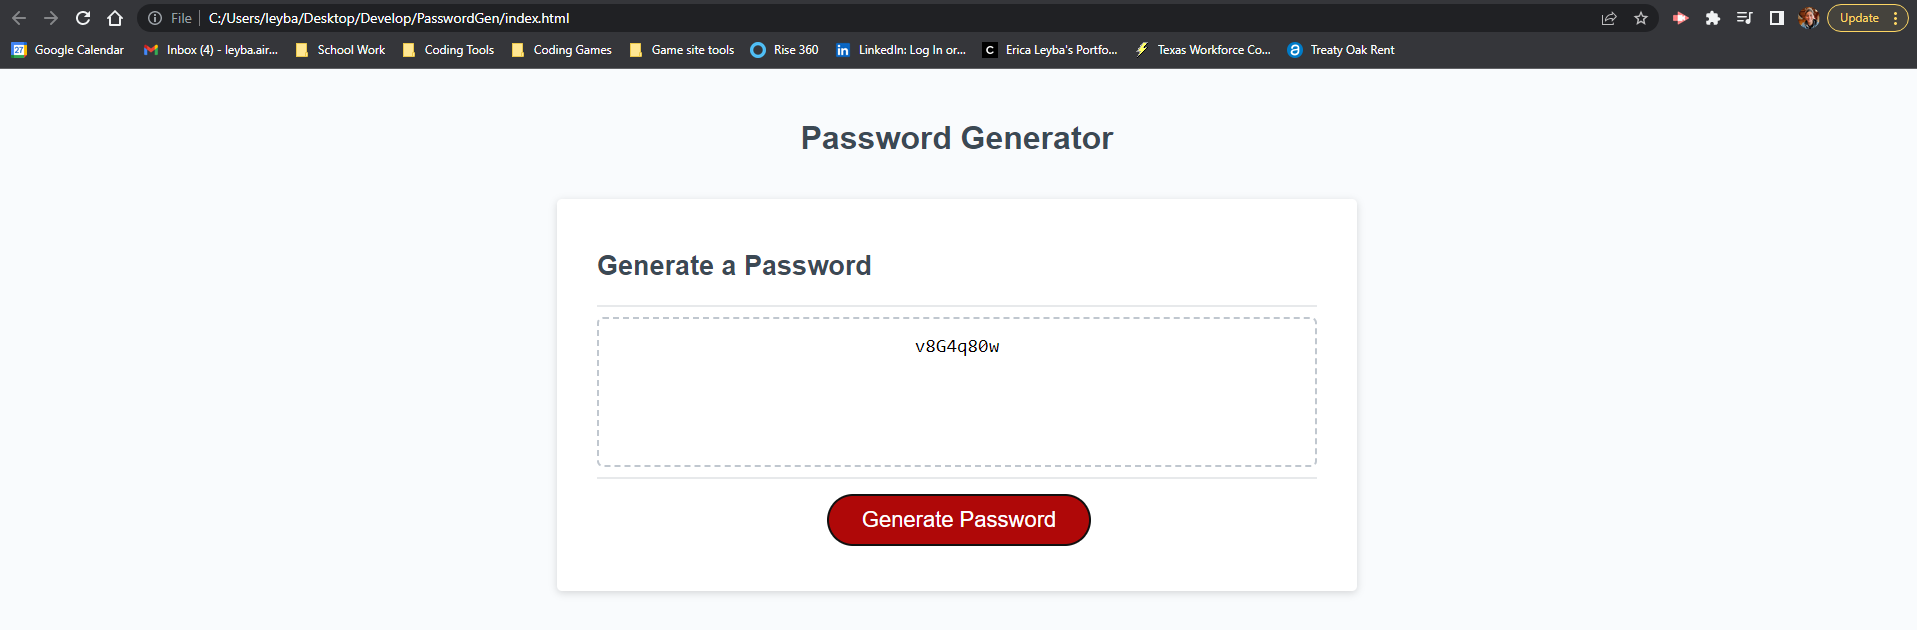 File C:/Users/leyba/Desktop/Develop/PasswordGen/index.html Update
27 Google Calendar Inbox (4) - leyba.air... School Work Coding Tools Coding Games Game site tools Rise 360 in LinkedIn: Log In or... C Erica Leyba's Portfo... Texas Workforce Co... a Treaty Oak Rent
Password Generator
Generate a Password
v8G4q80w
Generate Password